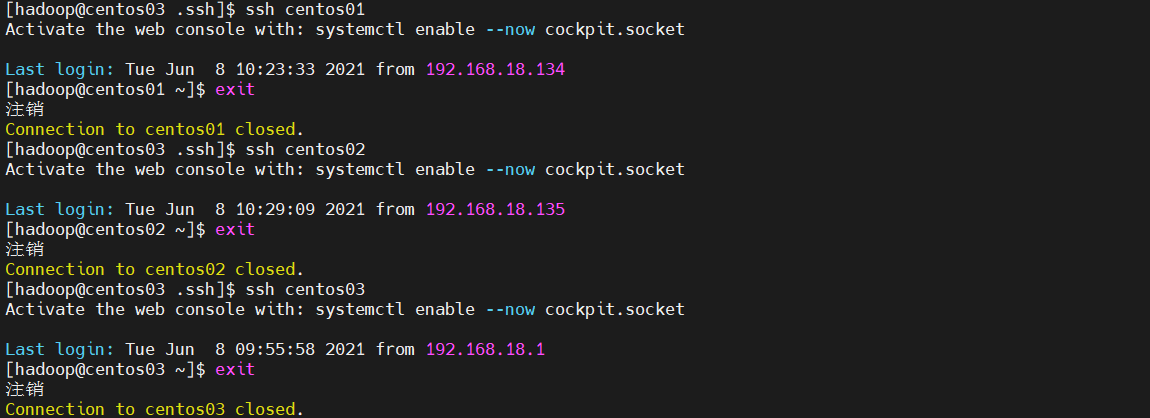 [hadoop@centos03 .ssh]$ ssh centos01
Activate the web console with: systemctl enable --now cockpit.socket
Last login: Tue Jun  8 10:23:33 2021 from 192.168.18.134
[hadoop@centos01 ~]$ exit
注销
Connection to centos01 closed.
[hadoop@centos03 .ssh]$ ssh centos02
Activate the web console with: systemctl enable --now cockpit.socket
Last login: Tue Jun  8 10:29:09 2021 from 192.168.18.135
[hadoop@centos02 ~]$ exit
注销
Connection to centos02 closed.
[hadoop@centos03 .ssh]$ ssh centos03
Activate the web console with: systemctl enable --now cockpit.socket
Last login: Tue Jun  8 09:55:58 2021 from 192.168.18.1
[hadoop@centos03 ~]$ exit
注销
Connection to centos03 closed.